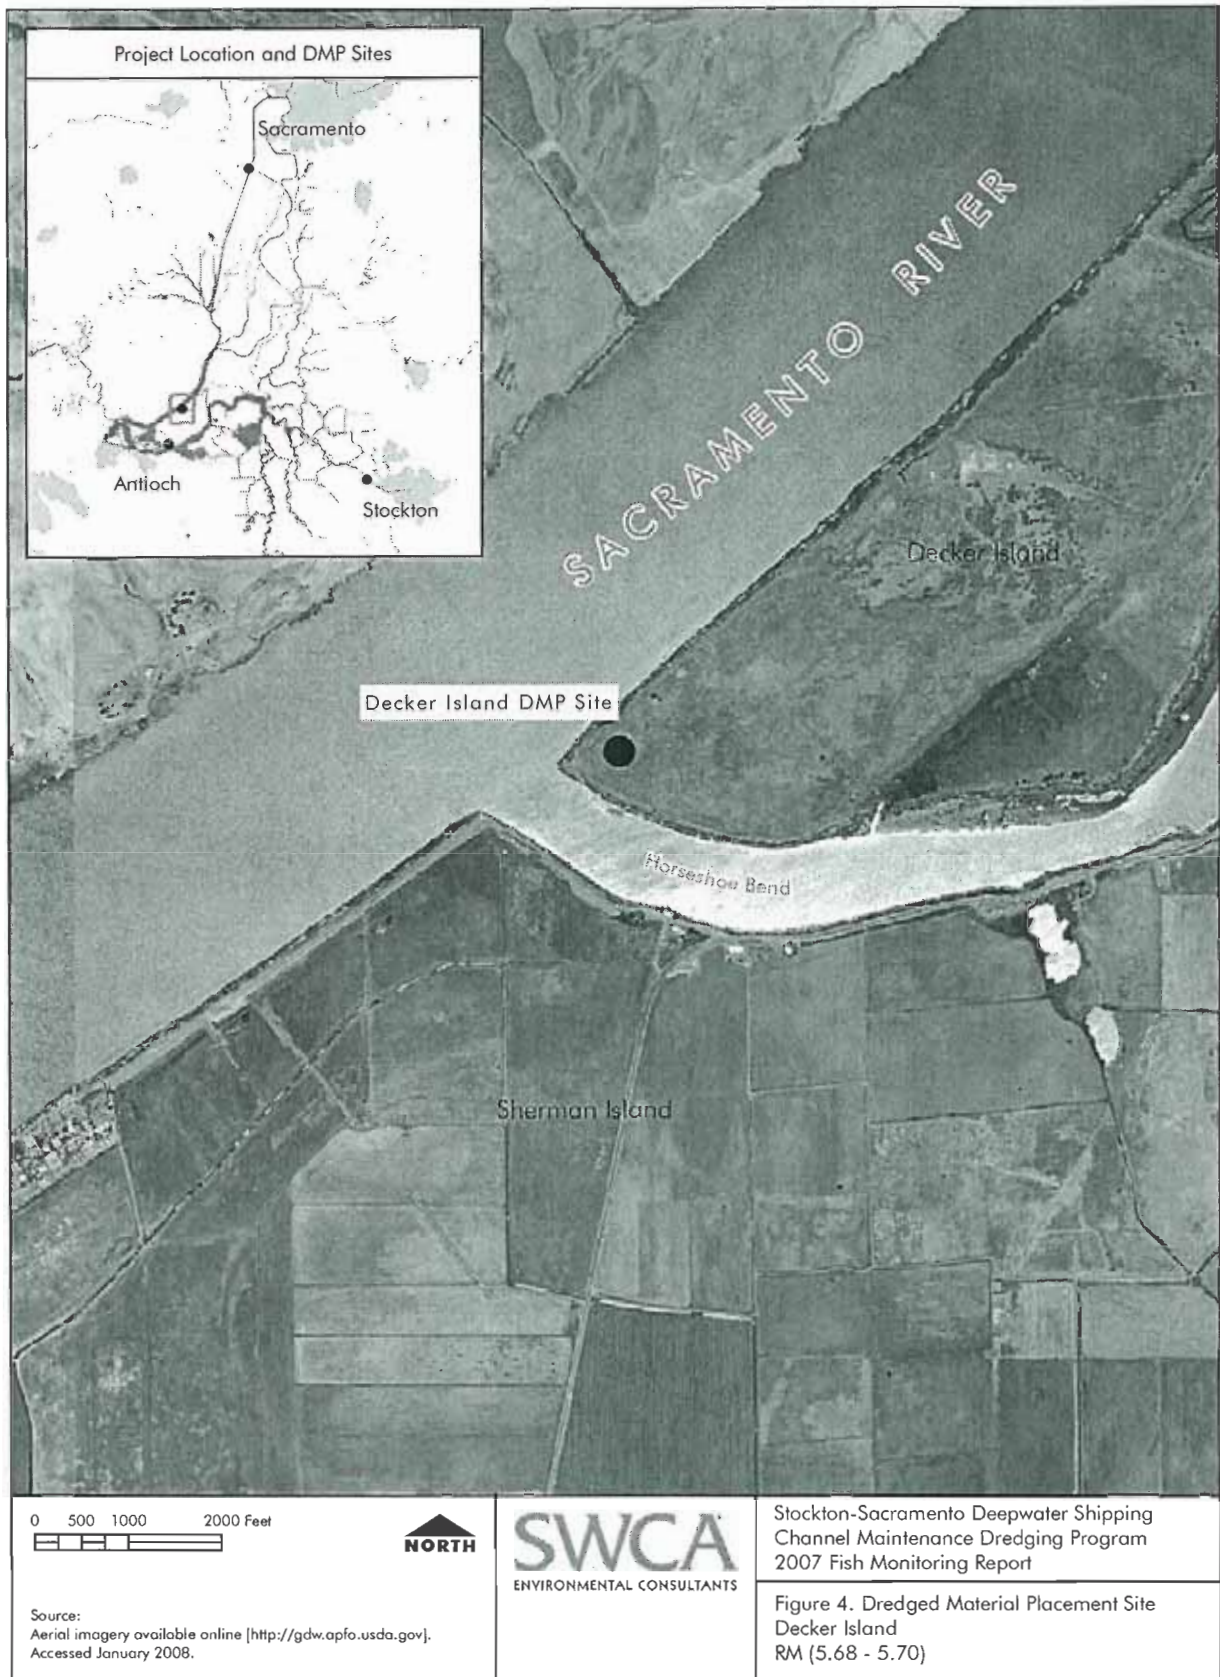 Project Location and DMP Sites
Sacramento
Antioch
Stockton
SACRAMENTO RIVER
Decker Island
Decker Island DMP Site
Horseshoe Bend
Sherman Island
0 500 1000 2000 Feet
NORTH
Source:
Aerial imagery available online [http://gdw.apfo.usda.gov].
Accessed January 2008.
SWCA
ENVIRONMENTAL CONSULTANTS
Stockton-Sacramento Deepwater Shipping
Channel Maintenance Dredging Program
2007 Fish Monitoring Report
Figure 4. Dredged Material Placement Site
Decker Island
RM (5.68 - 5.70)